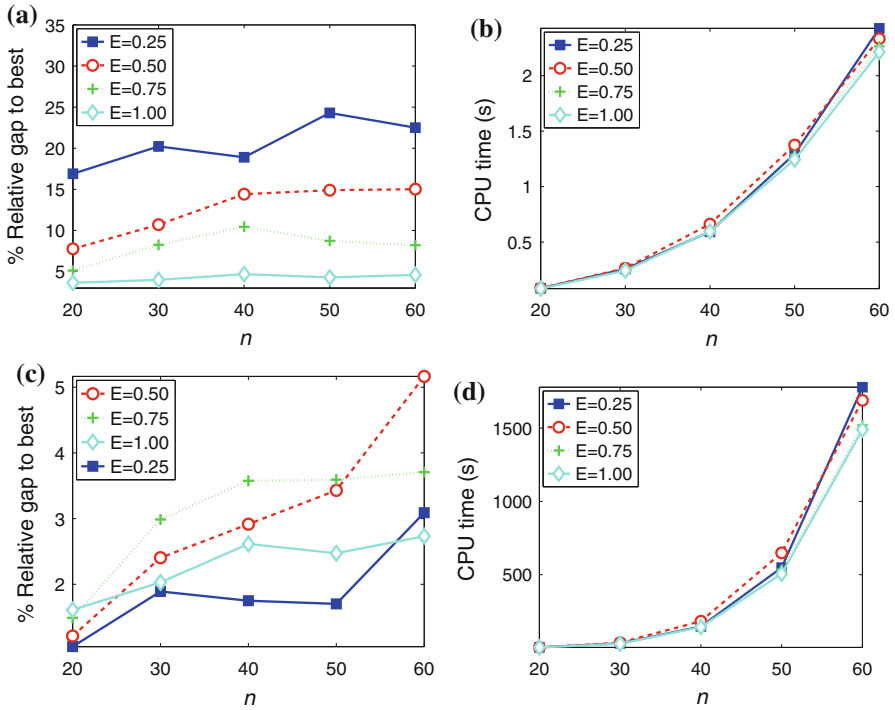 (a)
35
30
25
20
15
10
5
% Relative gap to best
E=0.25
E=0.50
E=0.75
E=1.00
20 30 40 50 60
n
(b)
2
1.5
1
0.5
CPU time (s)
E=0.25
E=0.50
E=0.75
E=1.00
20 30 40 50 60
n
(c)
5
4
3
2
% Relative gap to best
E=0.50
E=0.75
E=1.00
E=0.25
20 30 40 50 60
n
(d)
1500
1000
500
CPU time (s)
E=0.25
E=0.50
E=0.75
E=1.00
20 30 40 50 60
n